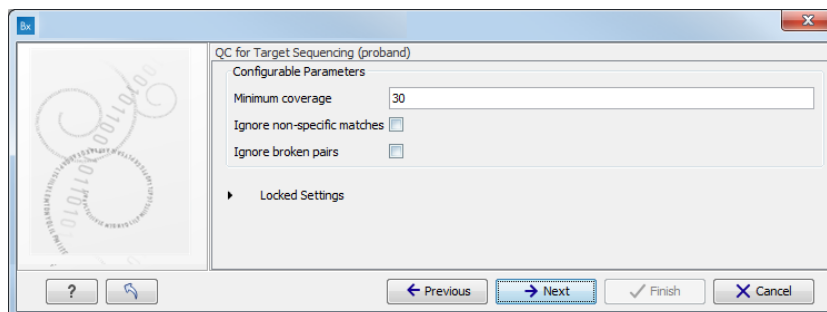 Bx
QC for Target Sequencing (proband)
Configurable Parameters
Minimum coverage 30
Ignore non-specific matches
Ignore broken pairs
Locked Settings
? Previous Next Finish Cancel